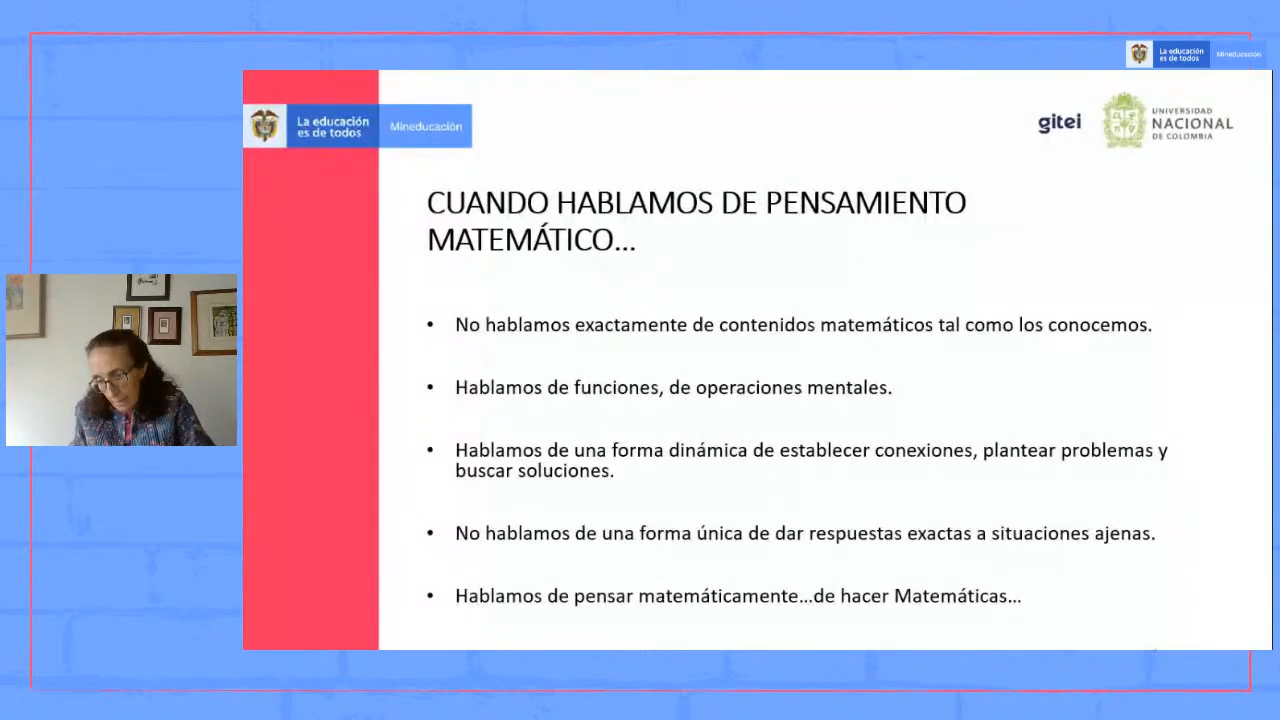 La educación
es de todos
Mineducación
La educación
es de todos
Mineducación
gitei
UNIVERSIDAD
NACIONAL
DE COLOMBIA
CUANDO HABLAMOS DE PENSAMIENTO
MATEMÁTICO...
• No hablamos exactamente de contenidos matemáticos tal como los conocemos.
• Hablamos de funciones, de operaciones mentales.
• Hablamos de una forma dinámica de establecer conexiones, plantear problemas y
buscar soluciones.
• No hablamos de una forma única de dar respuestas exactas a situaciones ajenas.
• Hablamos de pensar matemáticamente...de hacer Matemáticas...